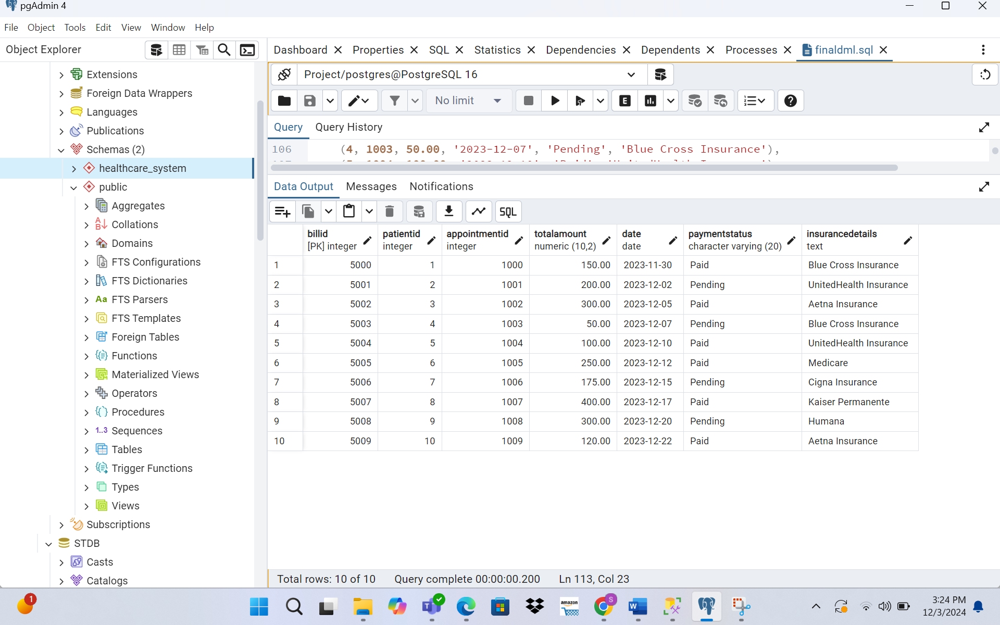 pgAdmin 4
File Object Tools Edit View Window Help
Object Explorer
Dashboard Properties SQL Statistics Dependencies Dependents Processes finaldml.sql
Extensions
Foreign Data Wrappers
Languages
Publications
Schemas (2)
healthcare_system
public
Aggregates
Collations
Domains
FTS Configurations
FTS Dictionaries
Aa FTS Parsers
FTS Templates
Foreign Tables
Functions
Materialized Views
Operators
Procedures
1..3 Sequences
Tables
Trigger Functions
Types
Views
Subscriptions
STDB
Casts
Catalogs
Project/postgres@PostgreSQL 16
No limit
E
Query Query History
106 (4, 1003, 50.00, '2023-12-07', 'Pending', 'Blue Cross Insurance'),
Data Output Messages Notifications
SQL
billid patientid appointmentid totalamount date paymentstatus insurancedetails
[PK] integer integer integer numeric (10,2) date character varying (20) text
1 5000 1 1000 150.00 2023-11-30 Paid Blue Cross Insurance
2 5001 2 1001 200.00 2023-12-02 Pending UnitedHealth Insurance
3 5002 3 1002 300.00 2023-12-05 Paid Aetna Insurance
4 5003 4 1003 50.00 2023-12-07 Pending Blue Cross Insurance
5 5004 5 1004 100.00 2023-12-10 Paid UnitedHealth Insurance
6 5005 6 1005 250.00 2023-12-12 Paid Medicare
7 5006 7 1006 175.00 2023-12-15 Pending Cigna Insurance
8 5007 8 1007 400.00 2023-12-17 Paid Kaiser Permanente
9 5008 9 1008 300.00 2023-12-20 Pending Humana
10 5009 10 1009 120.00 2023-12-22 Paid Aetna Insurance
Total rows: 10 of 10 Query complete 00:00:00.200 Ln 113, Col 23
1
T
amazon
S
W
3:24 PM
12/3/2024